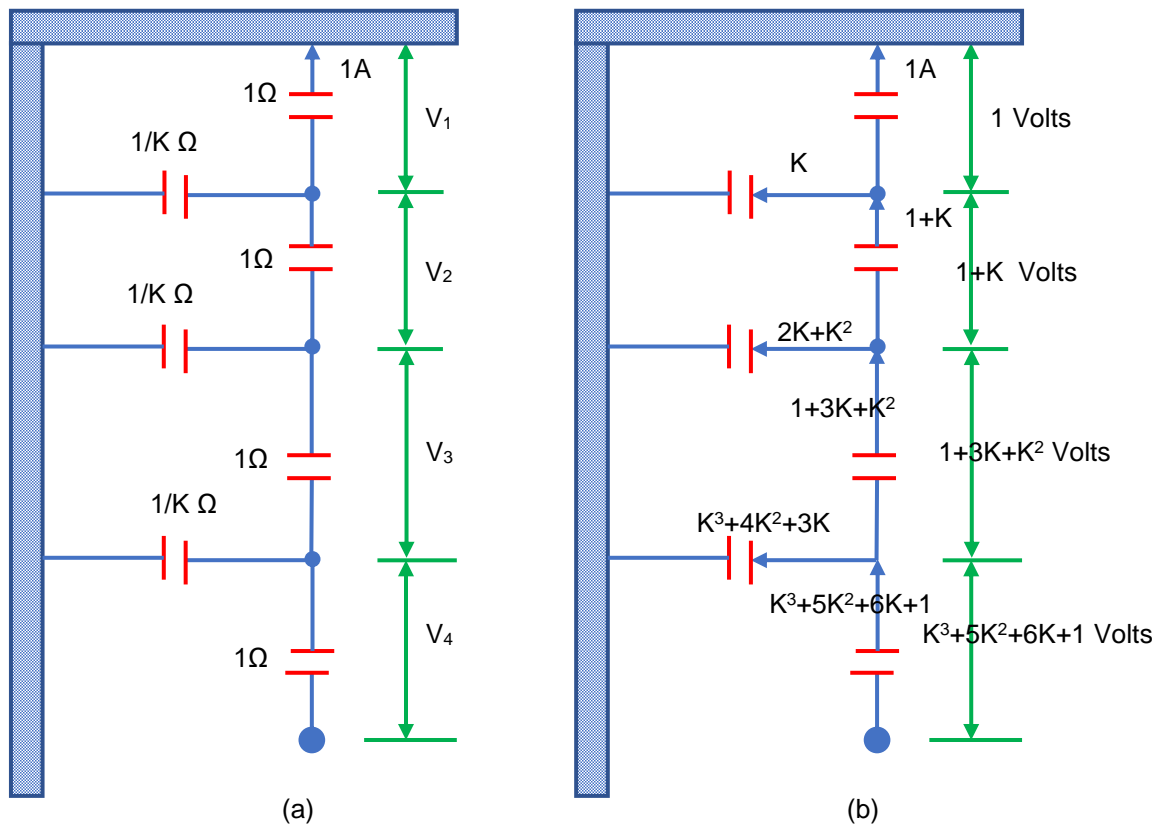 1A
1Ω
V₁
1/K Ω
1Ω
V₂
1/K Ω
1Ω
V₃
1/K Ω
1Ω
V₄
(a)
1A
1 Volts
K
1+K
1+K Volts
2K+K²
1+3K+K²
1+3K+K² Volts
K³+4K²+3K
K³+5K²+6K+1
K³+5K²+6K+1 Volts
(b)